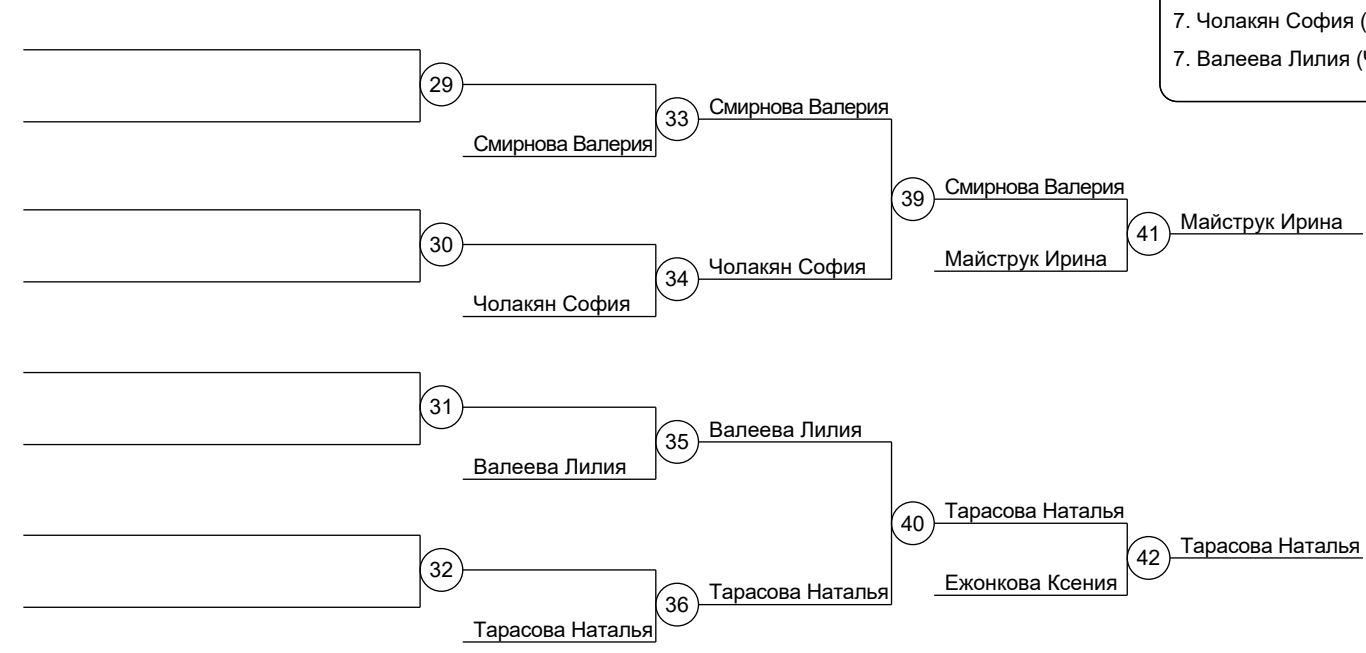 7. Чолакян София (
7. Валеева Лилия (
29
Смирнова Валерия
33
Смирнова Валерия
39
Смирнова Валерия
30
Чолакян София
34
Чолакян София
Майструк Ирина
41
Майструк Ирина
31
Валеева Лилия
35
Валеева Лилия
40
Тарасова Наталья
32
Тарасова Наталья
36
Тарасова Наталья
Ежонкова Ксения
42
Тарасова Наталья